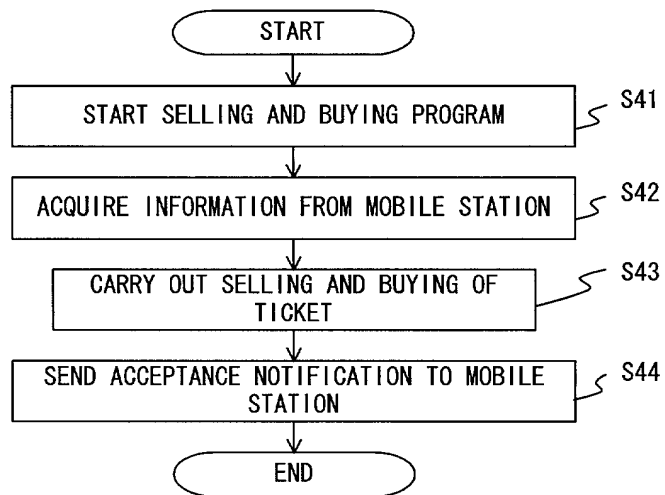 START
START SELLING AND BUYING PROGRAM
S41
ACQUIRE INFORMATION FROM MOBILE STATION
S42
CARRY OUT SELLING AND BUYING OF
TICKET
S43
SEND ACCEPTANCE NOTIFICATION TO MOBILE
STATION
S44
END